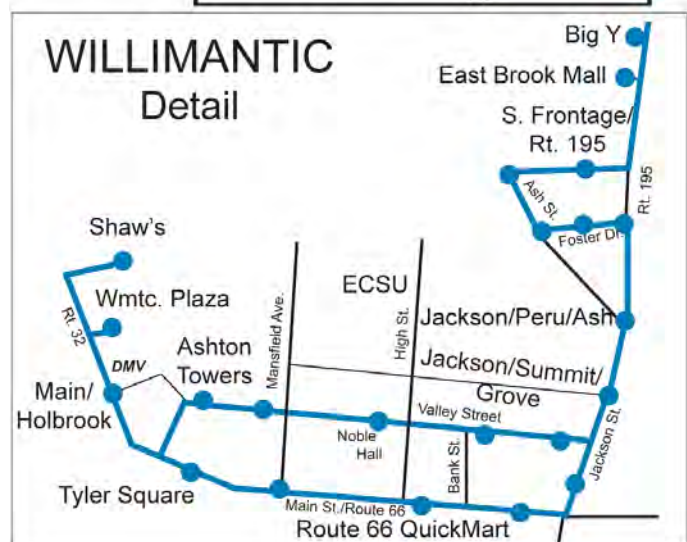 WILLIMANTIC
Detail
Big Y
East Brook Mall
S. Frontage/
Rt. 195
Ash St.
Foster Dr.
Rt. 195
Shaw's
Rt. 32
Wmtc. Plaza
DMV
Main/
Holbrook
Ashton
Towers
Mansfield Ave.
ECSU
High St.
Jackson/Peru/Ash
Jackson/Summit/
Grove
Valley Street
Noble
Hall
Bank St.
Jackson St.
Tyler Square
Main St./Route 66
Route 66 QuickMart